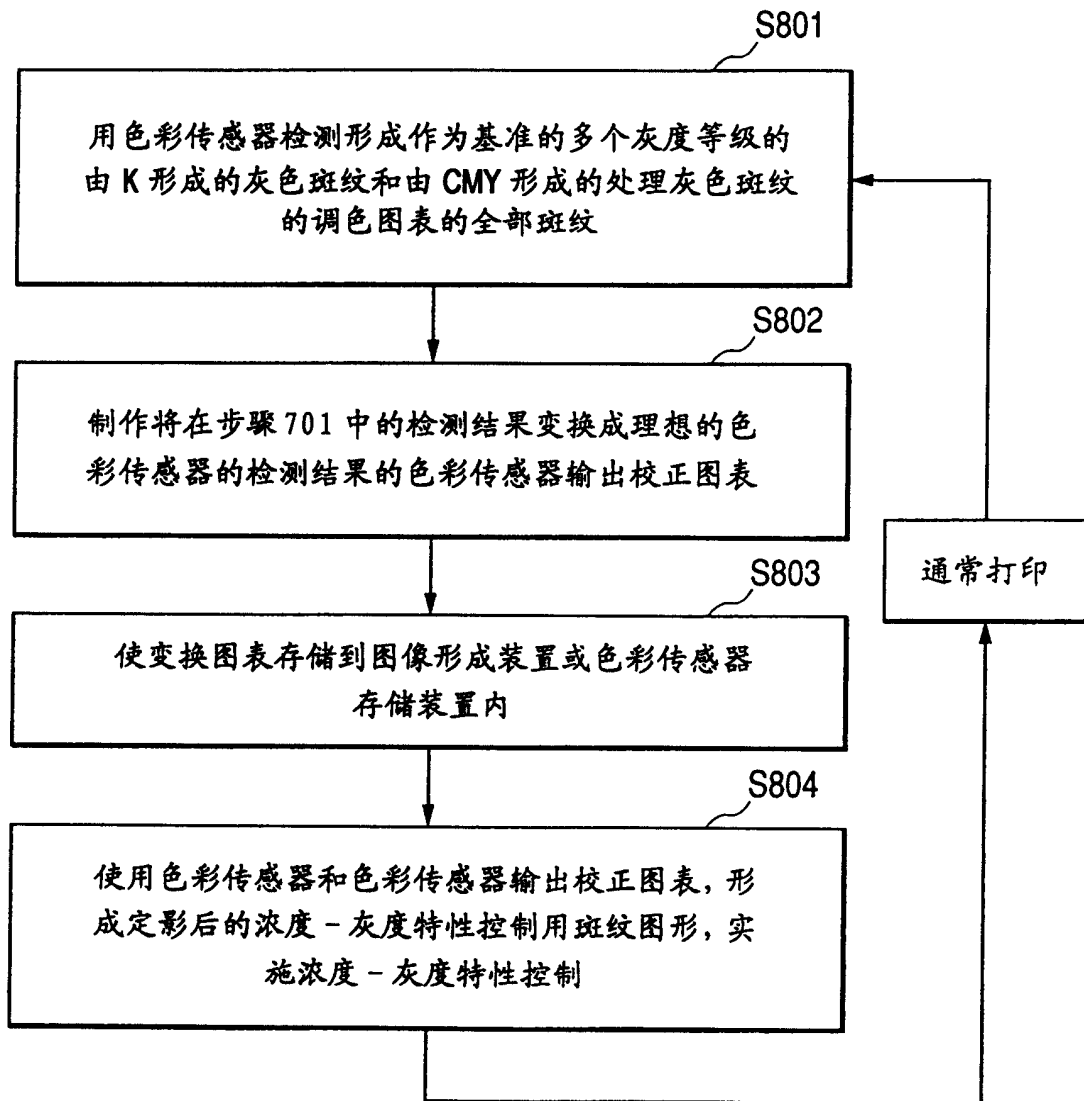 S801
用色彩传感器检测形成作为基准的多个灰度等级的
由 K 形成的灰色斑纹和由 CMY 形成的处理灰色斑纹
的调色图表的全部斑纹
S802
制作将在步骤 701 中的检测结果变换成理想的色
彩传感器的检测结果的色彩传感器输出校正图表
S803
使变换图表存储到图像形成装置或色彩传感器
存储装置内
S804
使用色彩传感器和色彩传感器输出校正图表，形
成定影后的浓度－灰度特性控制用斑纹图形，实
施浓度－灰度特性控制
通常打印